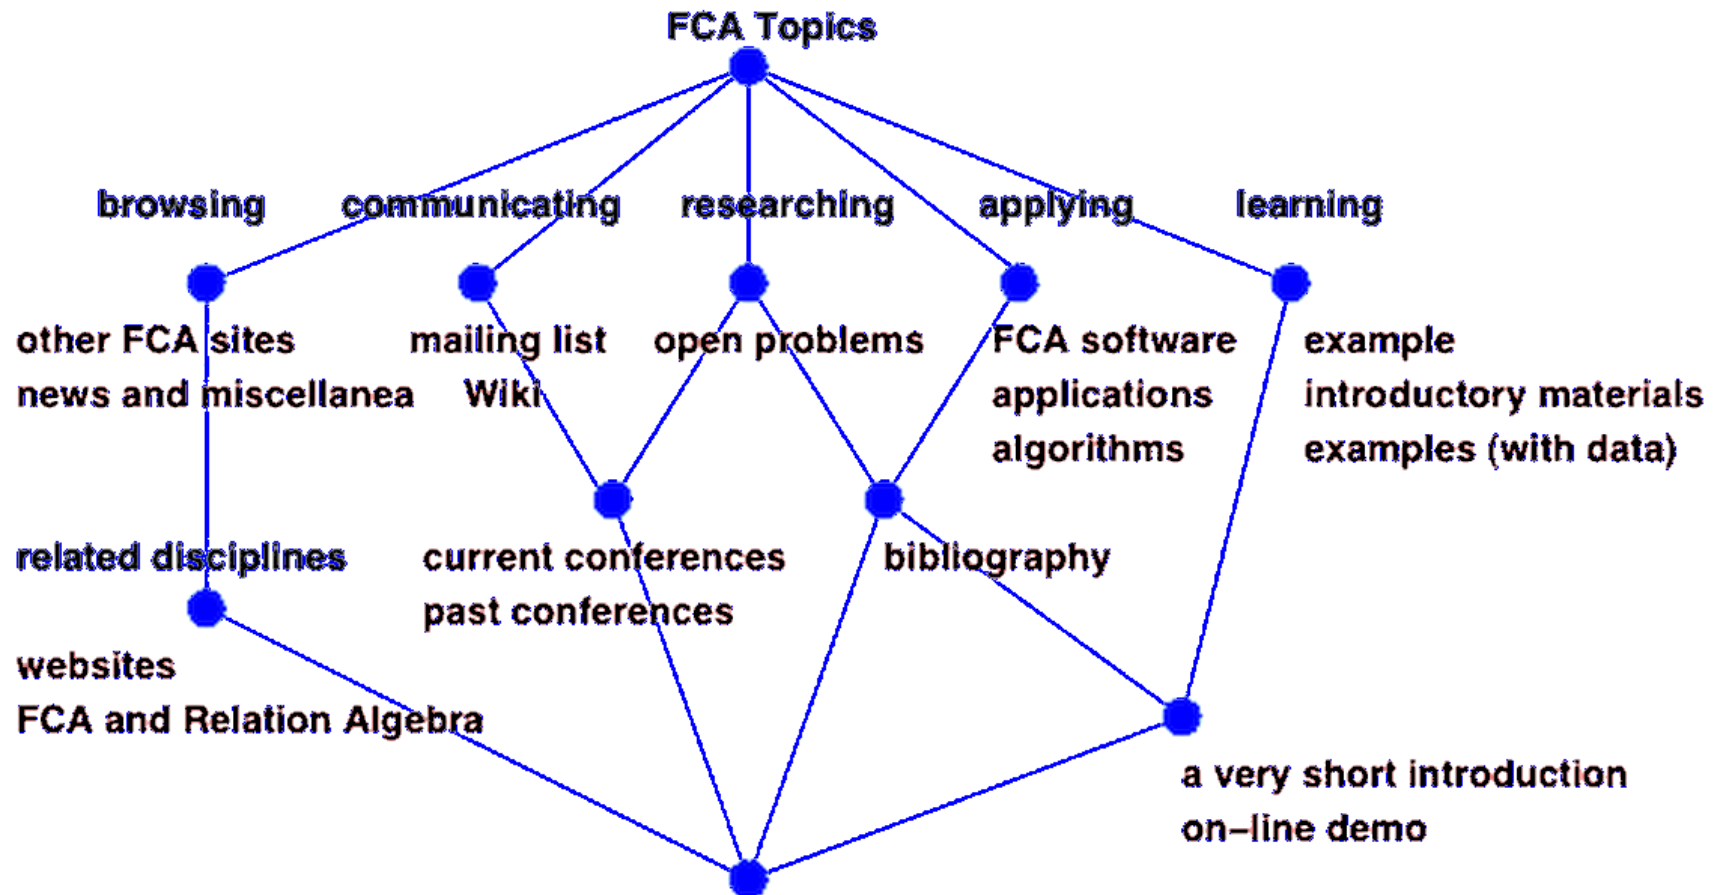 FCA Topics
browsing
communicating
researching
applying
learning
other FCA sites
news and miscellanea
mailing list
Wiki
open problems
FCA software
applications
algorithms
example
introductory materials
examples (with data)
related disciplines
websites
FCA and Relation Algebra
current conferences
past conferences
bibliography
a very short introduction
on-line demo